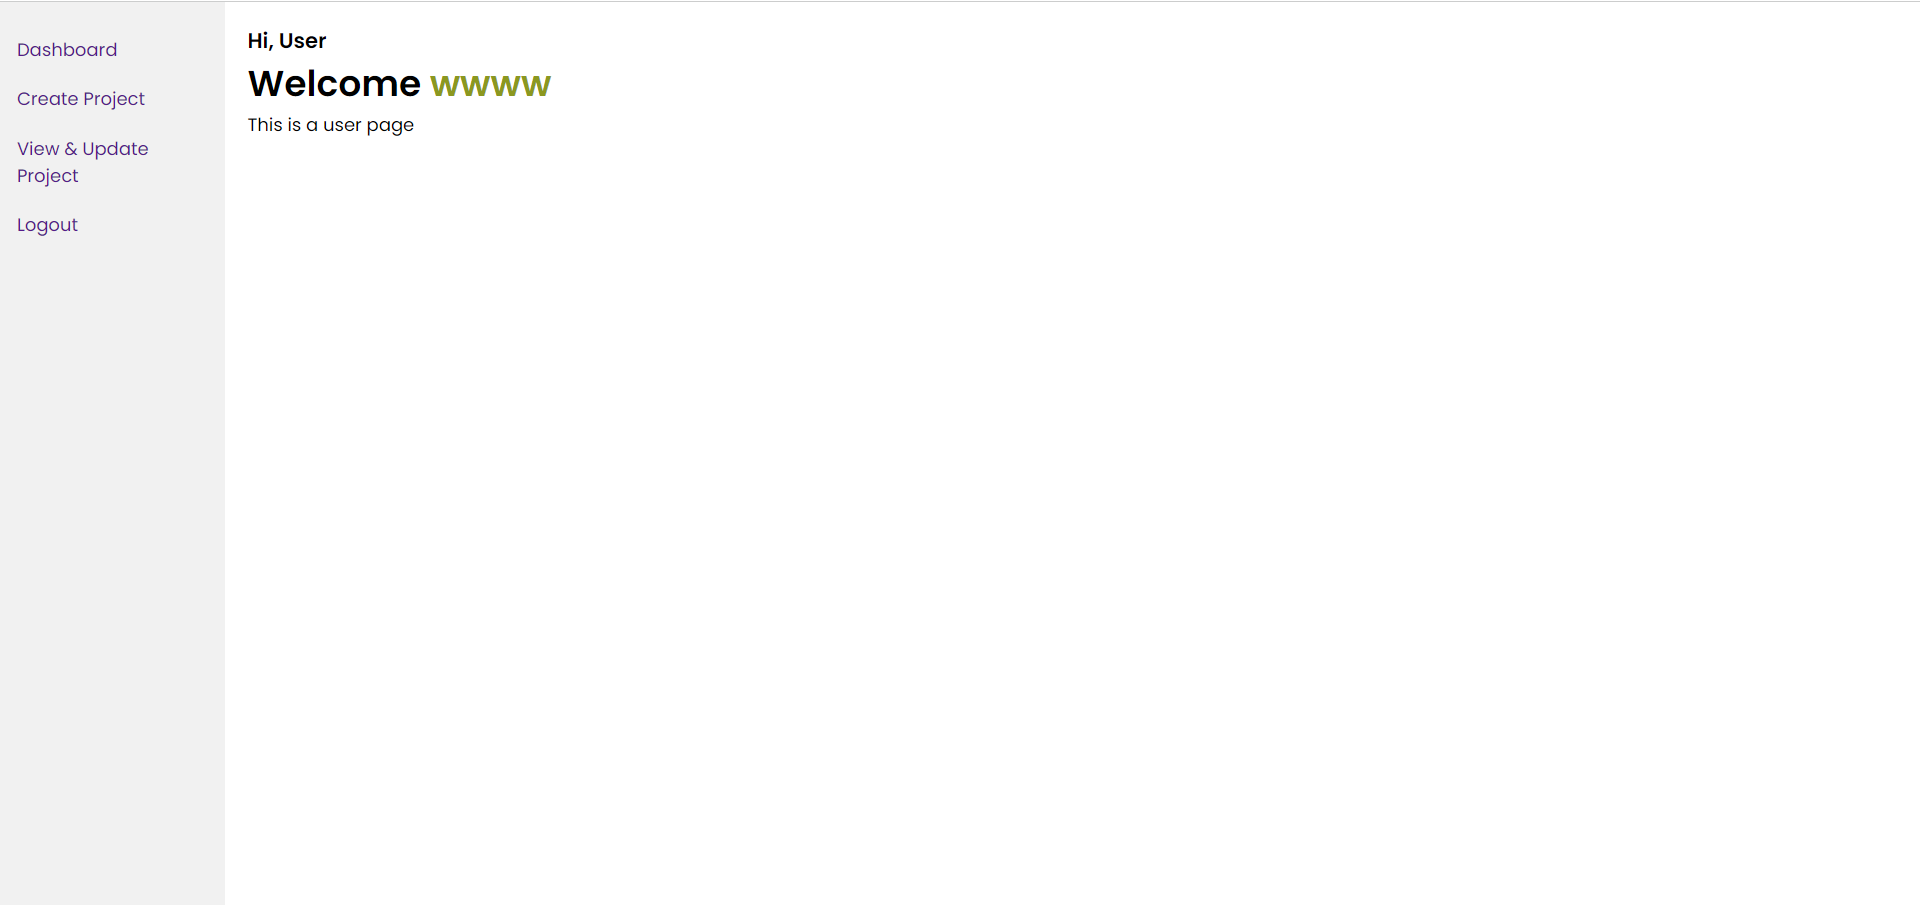 Dashboard
Create Project
View & Update
Project
Logout
Hi, User
Welcome wwww
This is a user page